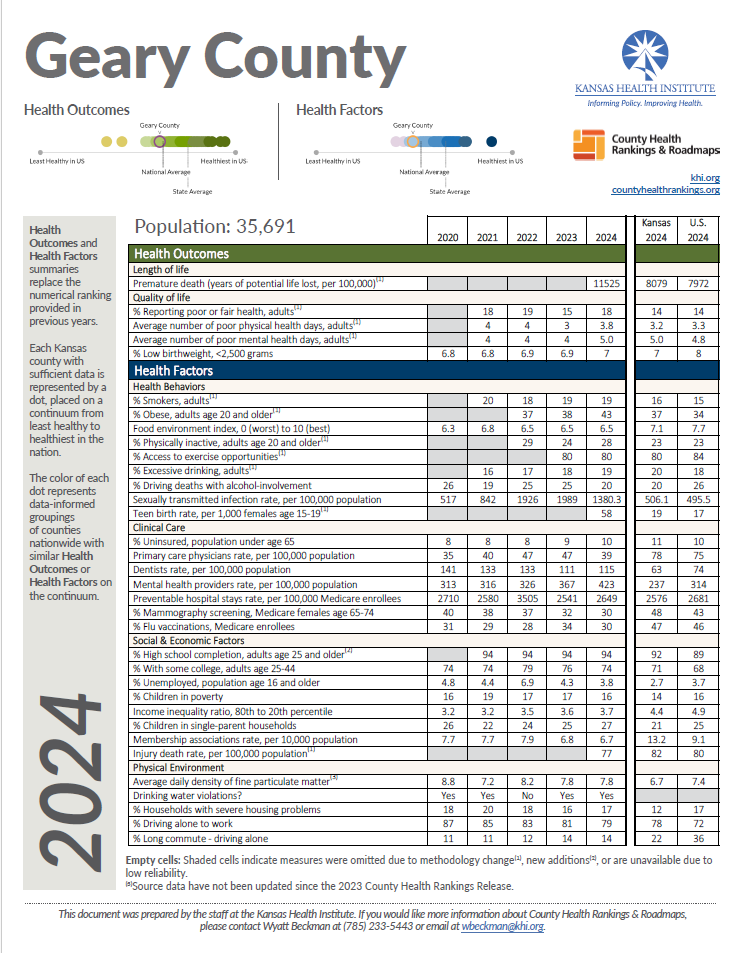 Geary County
KANSAS HEALTH INSTITUTE
Informing Policy. Improving Health.
Health Outcomes
Geary County
Least Healthy in US
Healthiest in US
National Average
State Average
Health Factors
Geary County
Least Healthy in US
Healthiest in US
National Average
State Average
County Health
Rankings & Roadmaps
khi.org
countyhealthrankings.org
Health
Outcomes and
Health Factors
summaries
replace the
numerical ranking
provided in
previous years.
Each Kansas
county with
sufficient data is
represented by a
dot, placed on a
continuum from
least healthy to
healthiest in the
nation.
The color of each
dot represents
data-informed
groupings
of counties
nationwide with
similar Health
Outcomes or
Health Factors on
the continuum.
2024
Population: 35,691
2020 2021 2022 2023 2024 Kansas 2024 U.S. 2024
Health Outcomes
Length of life
Premature death (years of potential life lost, per 100,000)(1) 11525 8079 7972
Quality of life
% Reporting poor or fair health, adults(1) 18 19 15 18 14 14
Average number of poor physical health days, adults(1) 4 4 3 3.8 3.2 3.3
Average number of poor mental health days, adults(1) 4 4 4 5.0 5.0 4.8
% Low birthweight, <2,500 grams 6.8 6.8 6.9 6.9 7 7 8
Health Factors
Health Behaviors
% Smokers, adults(1) 20 18 19 19 16 15
% Obese, adults age 20 and older(1) 37 38 43 37 34
Food environment index, 0 (worst) to 10 (best) 6.3 6.8 6.5 6.5 6.5 7.1 7.7
% Physically inactive, adults age 20 and older(1) 29 24 28 23 23
% Access to exercise opportunities(1) 80 80 80 84
% Excessive drinking, adults(1) 16 17 18 19 20 18
% Driving deaths with alcohol-involvement 26 19 25 25 20 20 26
Sexually transmitted infection rate, per 100,000 population 517 842 1926 1989 1380.3 506.1 495.5
Teen birth rate, per 1,000 females age 15-19(1) 58 19 17
Clinical Care
% Uninsured, population under age 65 8 8 8 9 10 11 10
Primary care physicians rate, per 100,000 population 35 40 47 47 39 78 75
Dentists rate, per 100,000 population 141 133 133 111 115 63 74
Mental health providers rate, per 100,000 population 313 316 326 367 423 237 314
Preventable hospital stays rate, per 100,000 Medicare enrollees 2710 2580 3505 2541 2649 2576 2681
% Mammography screening, Medicare females age 65-74 40 38 37 32 30 48 43
% Flu vaccinations, Medicare enrollees 31 29 28 34 30 47 46
Social & Economic Factors
% High school completion, adults age 25 and older(2) 94 94 94 94 92 89
% With some college, adults age 25-44 74 74 79 76 74 71 68
% Unemployed, population age 16 and older 4.8 4.4 6.9 4.3 3.8 2.7 3.7
% Children in poverty 16 19 17 17 16 14 16
Income inequality ratio, 80th to 20th percentile 3.2 3.2 3.5 3.6 3.7 4.4 4.9
% Children in single-parent households 26 22 24 25 27 21 25
Membership associations rate, per 10,000 population 7.7 7.7 7.9 6.8 6.7 13.2 9.1
Injury death rate, per 100,000 population(1) 77 82 80
Physical Environment
Average daily density of fine particulate matter(3) 8.8 7.2 8.2 7.8 7.8 6.7 7.4
Drinking water violations? Yes Yes No Yes Yes
% Households with severe housing problems 18 20 18 16 17 12 17
% Driving alone to work 87 85 83 81 79 78 72
% Long commute - driving alone 11 11 12 14 14 22 36
Empty cells: Shaded cells indicate measures were omitted due to methodology change(1), new additions(2), or are unavailable due to
low reliability.
(3)Source data have not been updated since the 2023 County Health Rankings Release.
This document was prepared by the staff at the Kansas Health Institute. If you would like more information about County Health Rankings & Roadmaps,
please contact Wyatt Beckman at (785) 233-5443 or email at wbeckman@khi.org.